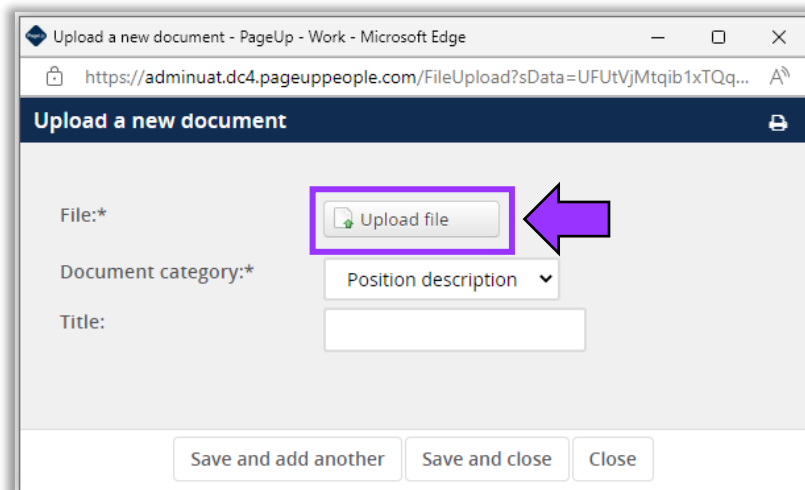 Upload a new document - PageUp - Work - Microsoft Edge
https://adminuat.dc4.pageuppeople.com/FileUpload?sData=UFUtVjMtqib1xTQq...
Upload a new document
File:*
Upload file
Document category:*
Position description
Title:
Save and add another
Save and close
Close